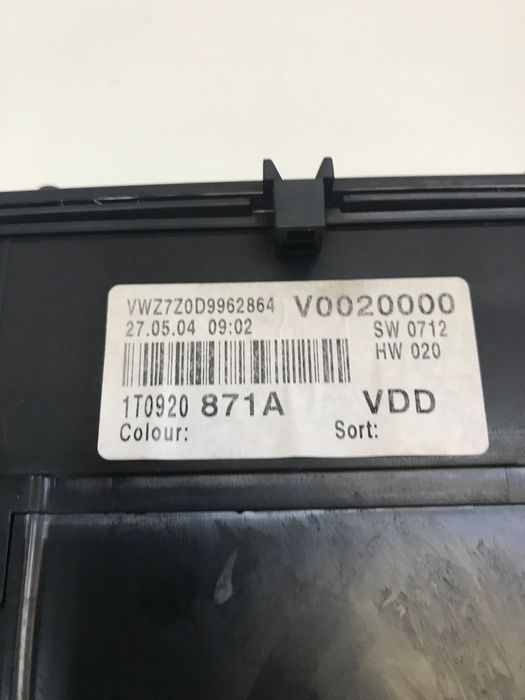 VWZ7Z0D9962864 V0020000
27.05.04 09:02 SW 0712
HW 020
1T0920 871A VDD
Colour: Sort: